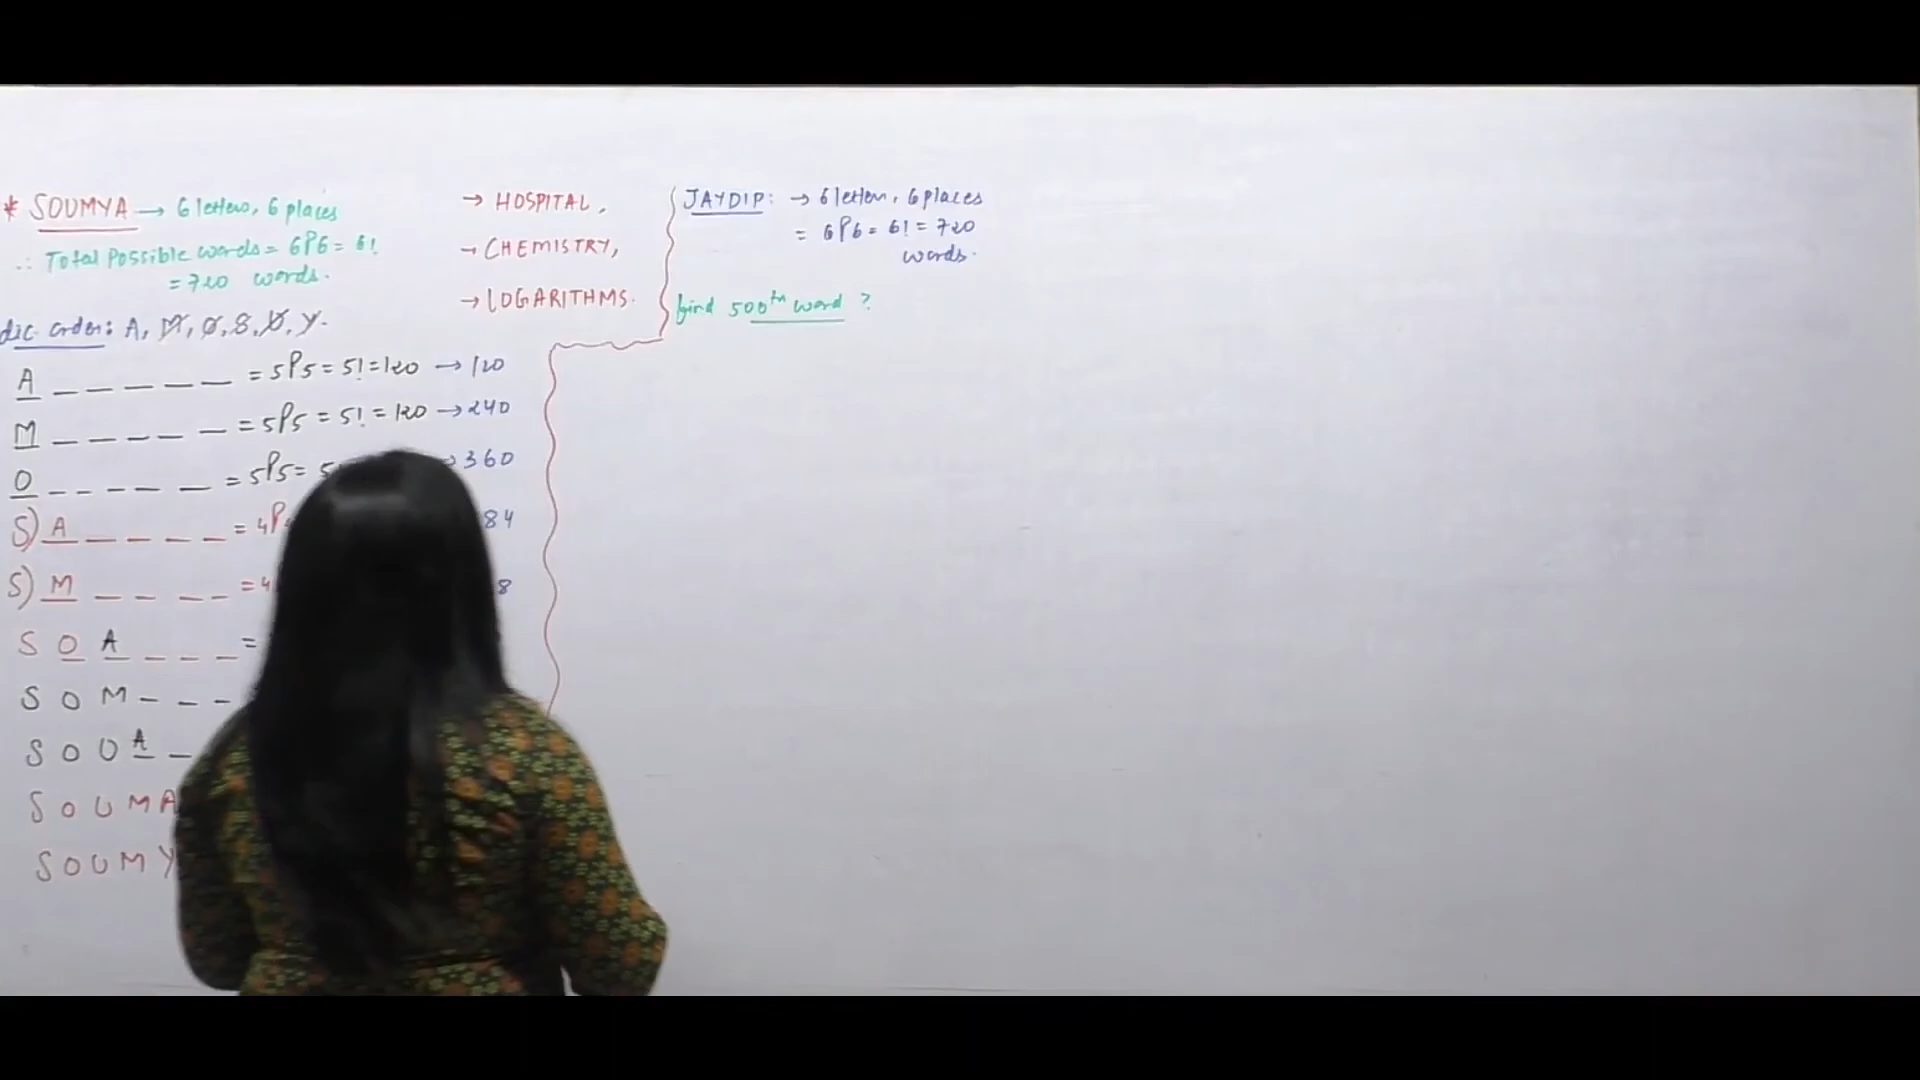 * SOUMYA → 6 letters, 6 places
∴ Total Possible words = 6P6 = 6!
= 720 words.
dic. order: A, M, O, S, U, Y.
A _ _ _ _ _ = 5P5 = 5! = 120 → 120
M _ _ _ _ _ = 5P5 = 5! = 120 → 240
O _ _ _ _ _ = 5P5 = 5 → 360
S) A _ _ _ _ = 4P 84
S) M _ _ _ _ = 4 8
S O A _ _ _ =
S O M _ _ _
S O U A _
S O U M A
S O U M Y
→ HOSPITAL,
→ CHEMISTRY,
→ LOGARITHMS.
JAYDIP: → 6 letters, 6 places
= 6P6 = 6! = 720
words.
find 500th word ?